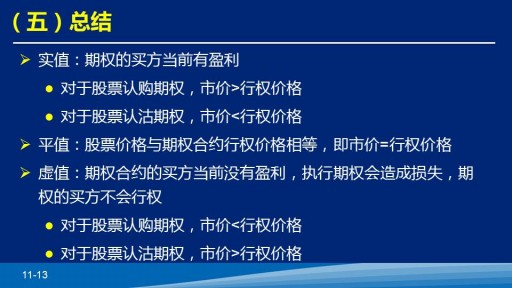 （五）总结
实值：期权的买方当前有盈利
对于股票认购期权，市价>行权价格
对于股票认沽期权，市价<行权价格
平值：股票价格与期权合约行权价格相等，即市价=行权价格
虚值：期权合约的买方当前没有盈利，执行期权会造成损失，期
权的买方不会行权
对于股票认购期权，市价<行权价格
对于股票认沽期权，市价>行权价格
11-13